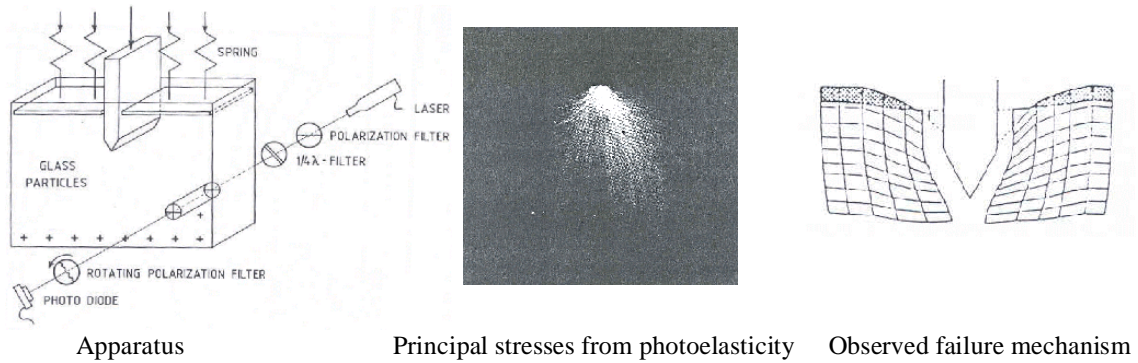 SPRING
LASER
POLARIZATION FILTER
1/4 λ - FILTER
GLASS
PARTICLES
ROTATING POLARIZATION FILTER
PHOTO DIODE
Apparatus
Principal stresses from photoelasticity
Observed failure mechanism